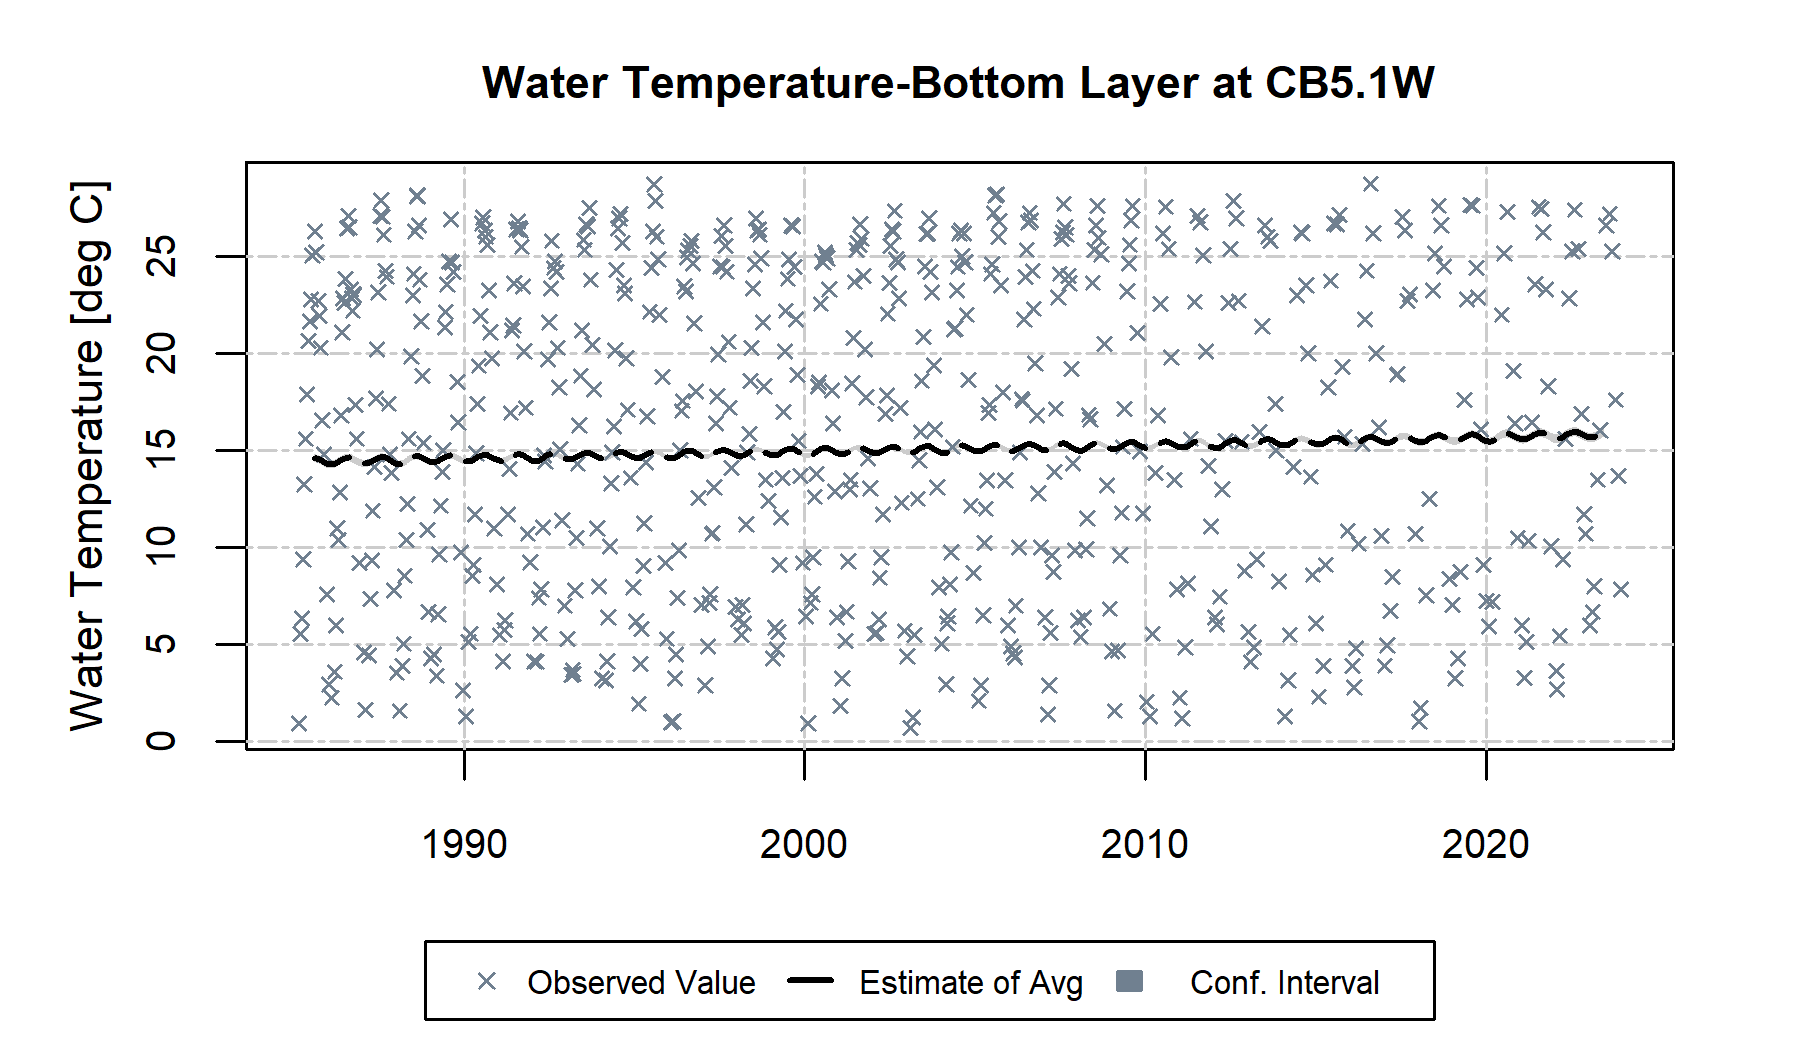 Water Temperature-Bottom Layer at CB5.1W
Water Temperature [deg C]
25
20
15
10
5
0
1990 2000 2010 2020
Observed Value Estimate of Avg Conf. Interval